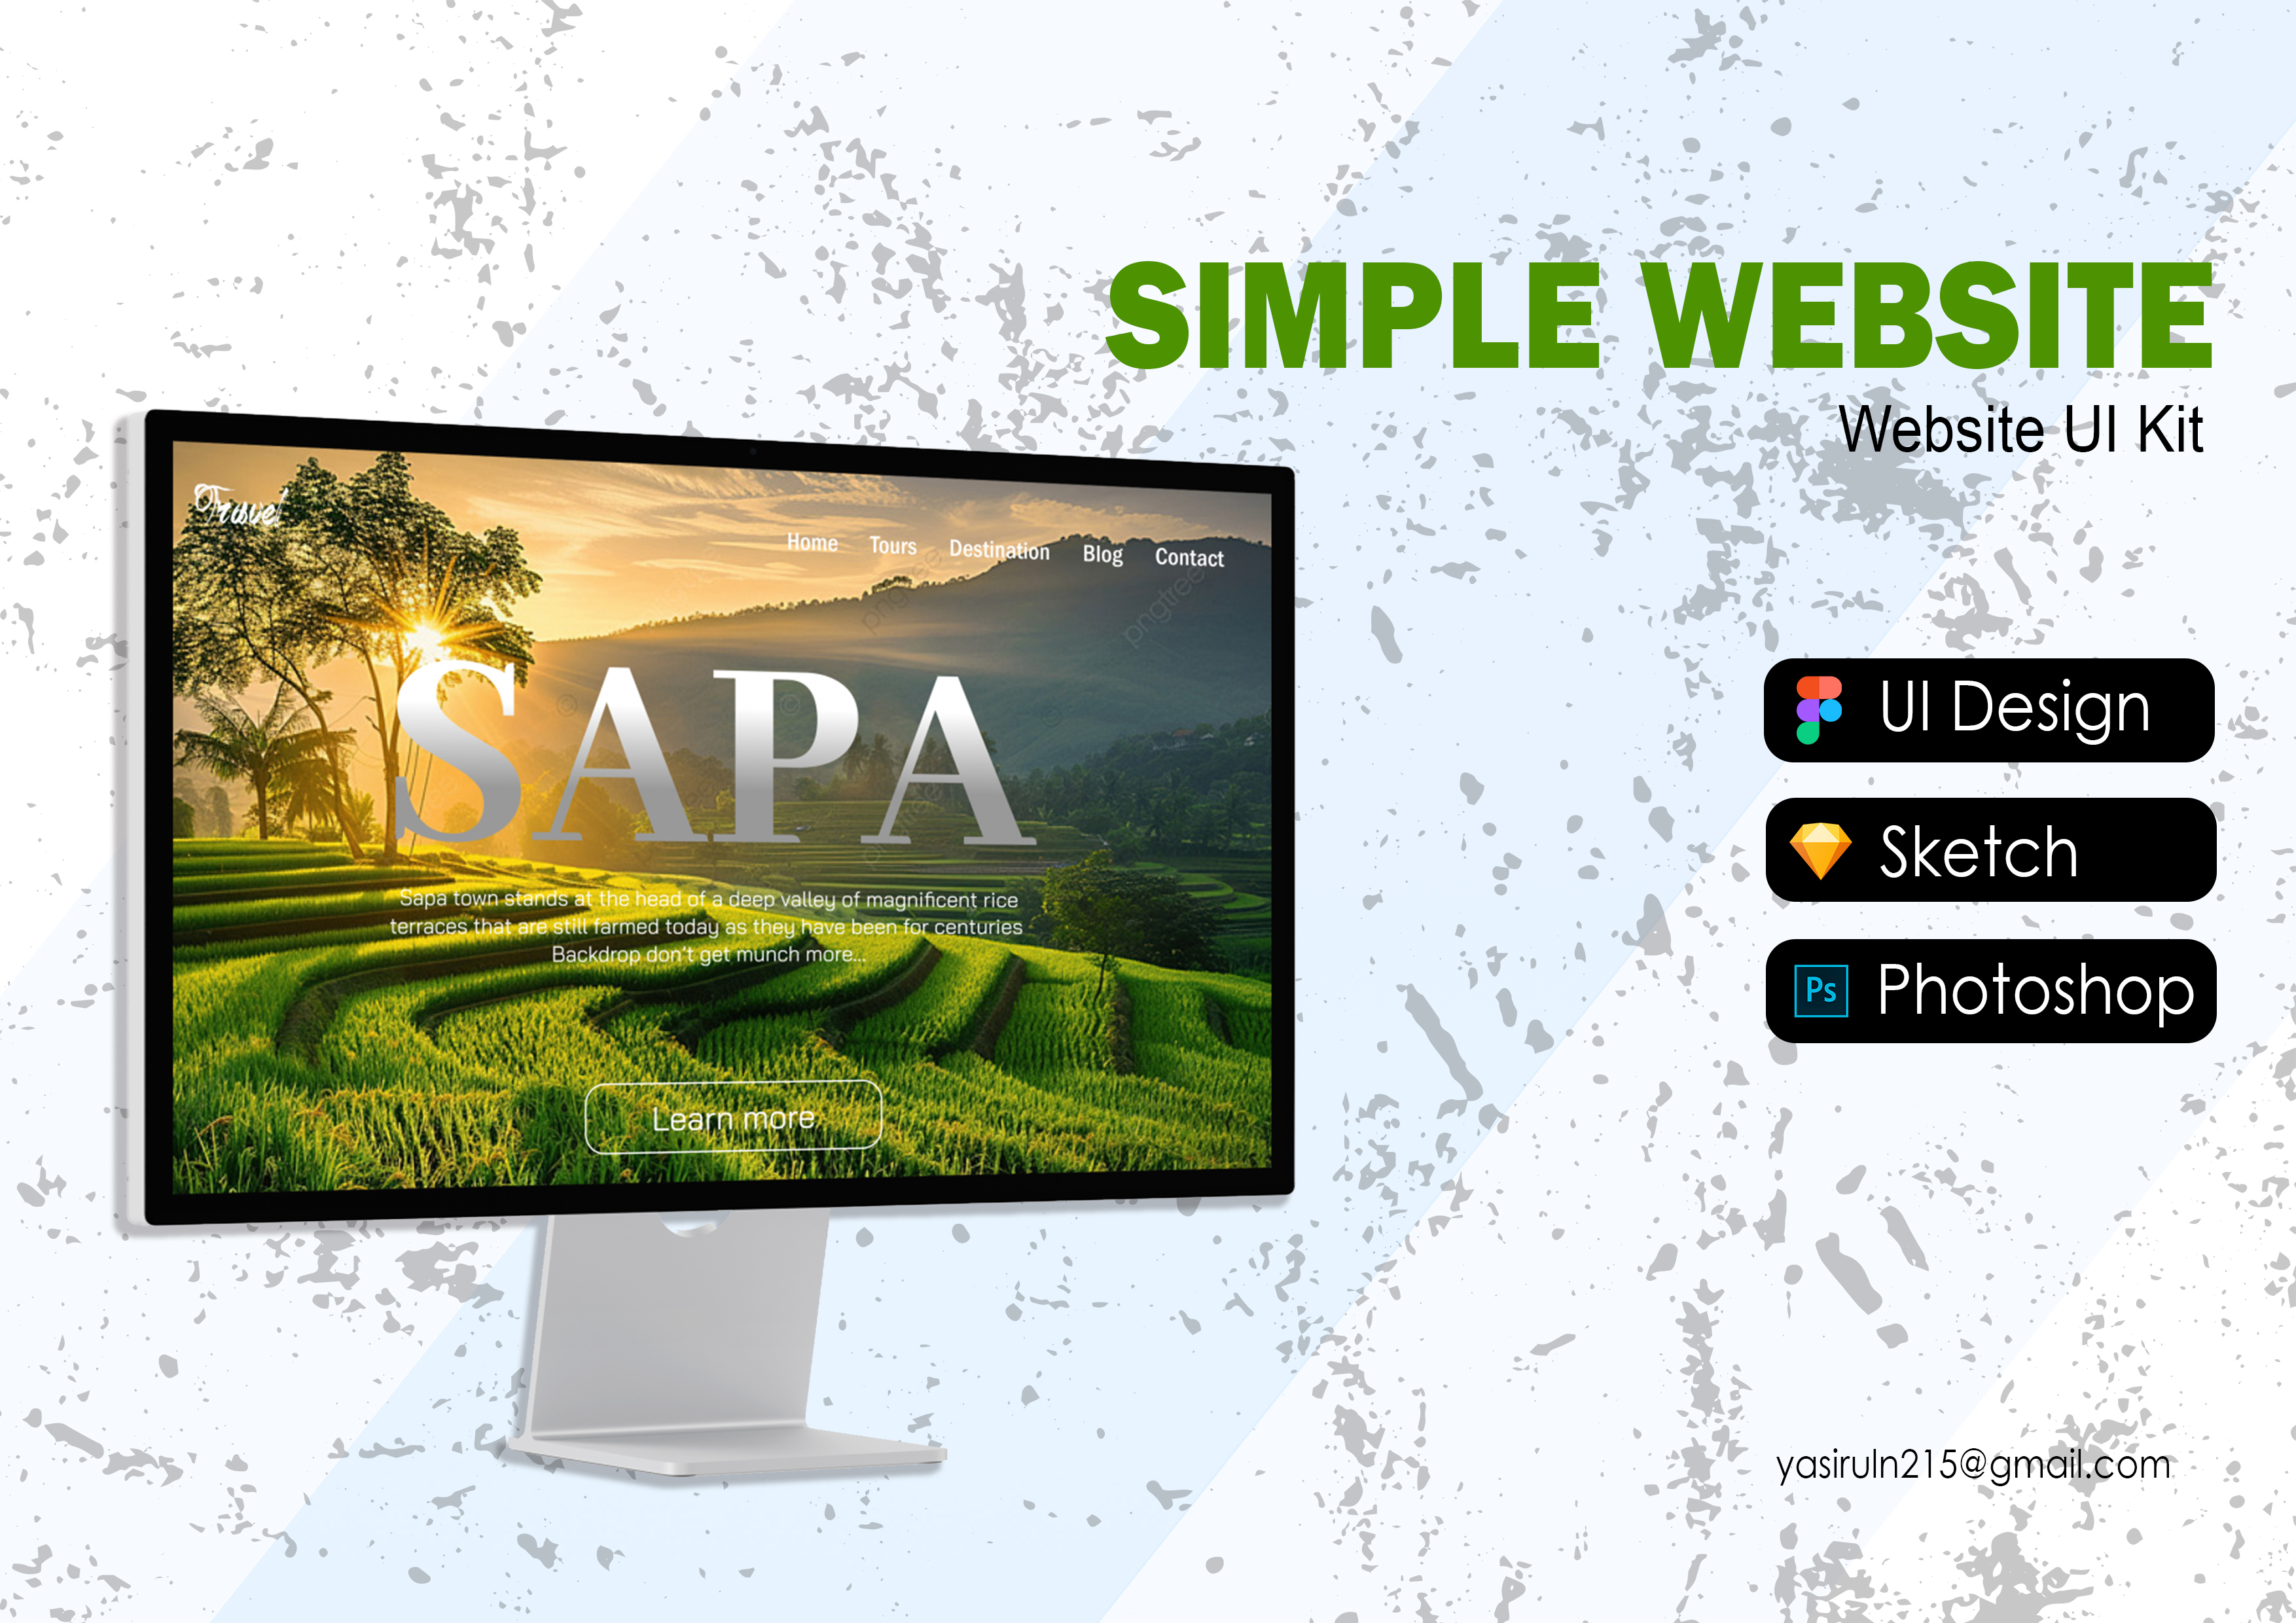 SIMPLE WEBSITE
Website UI Kit
Travel
Home Tours Destination Blog Contact
SAPA
Sapa town stands at the head of a deep valley of magnificent rice
terraces that are still farmed today as they have been for centuries
Backdrop don't get munch more...
Learn more
UI Design
Sketch
Ps Photoshop
yasiruln215@gmail.com
pngtree
pngtree